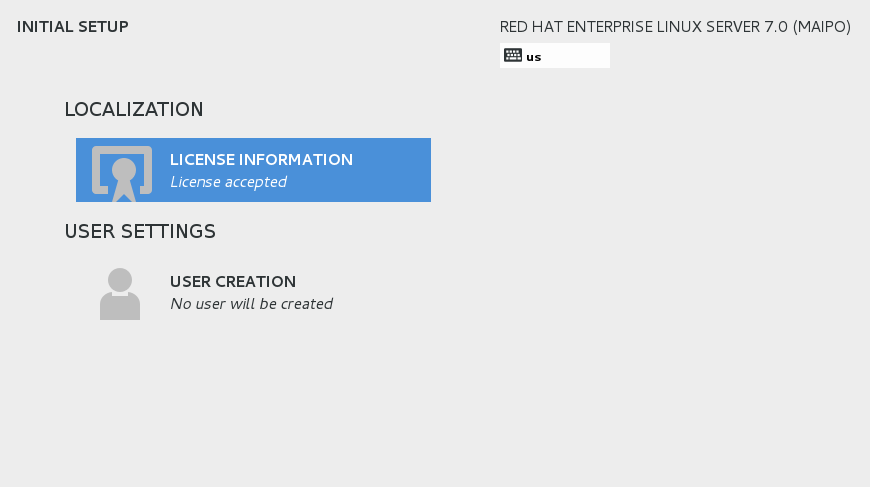 INITIAL SETUP
RED HAT ENTERPRISE LINUX SERVER 7.0 (MAIPO)
us
LOCALIZATION
LICENSE INFORMATION
License accepted
USER SETTINGS
USER CREATION
No user will be created